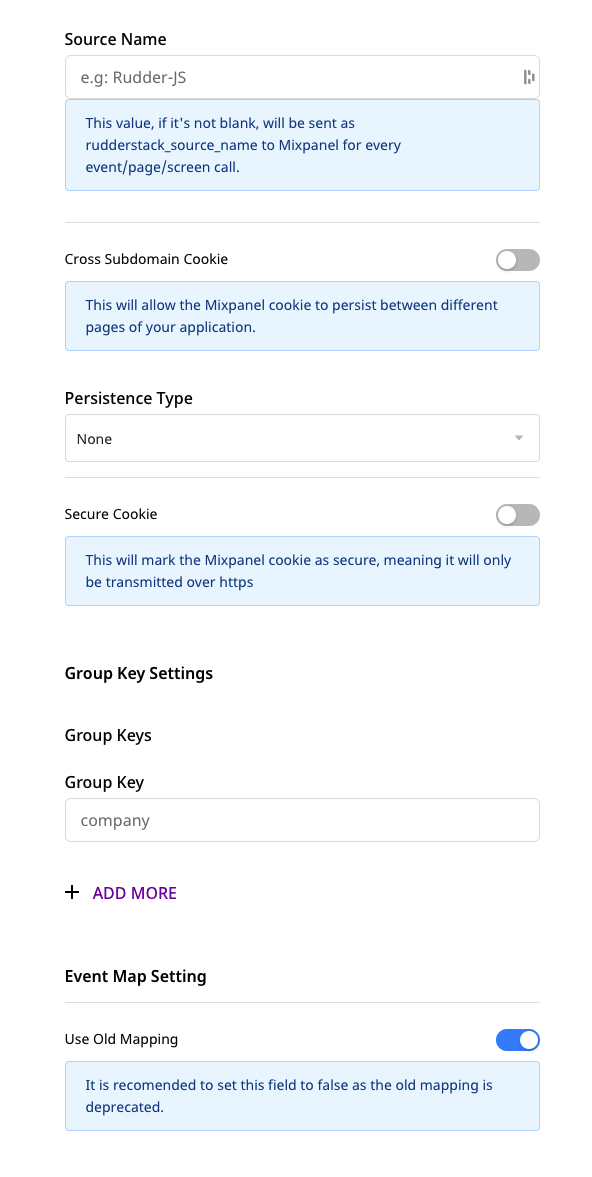 Source Name
e.g: Rudder-JS
This value, if it's not blank, will be sent as
rudderstack_source_name to Mixpanel for every
event/page/screen call.
Cross Subdomain Cookie
This will allow the Mixpanel cookie to persist between different
pages of your application.
Persistence Type
None
Secure Cookie
This will mark the Mixpanel cookie as secure, meaning it will only
be transmitted over https
Group Key Settings
Group Keys
Group Key
company
+ ADD MORE
Event Map Setting
Use Old Mapping
It is recomended to set this field to false as the old mapping is
deprecated.